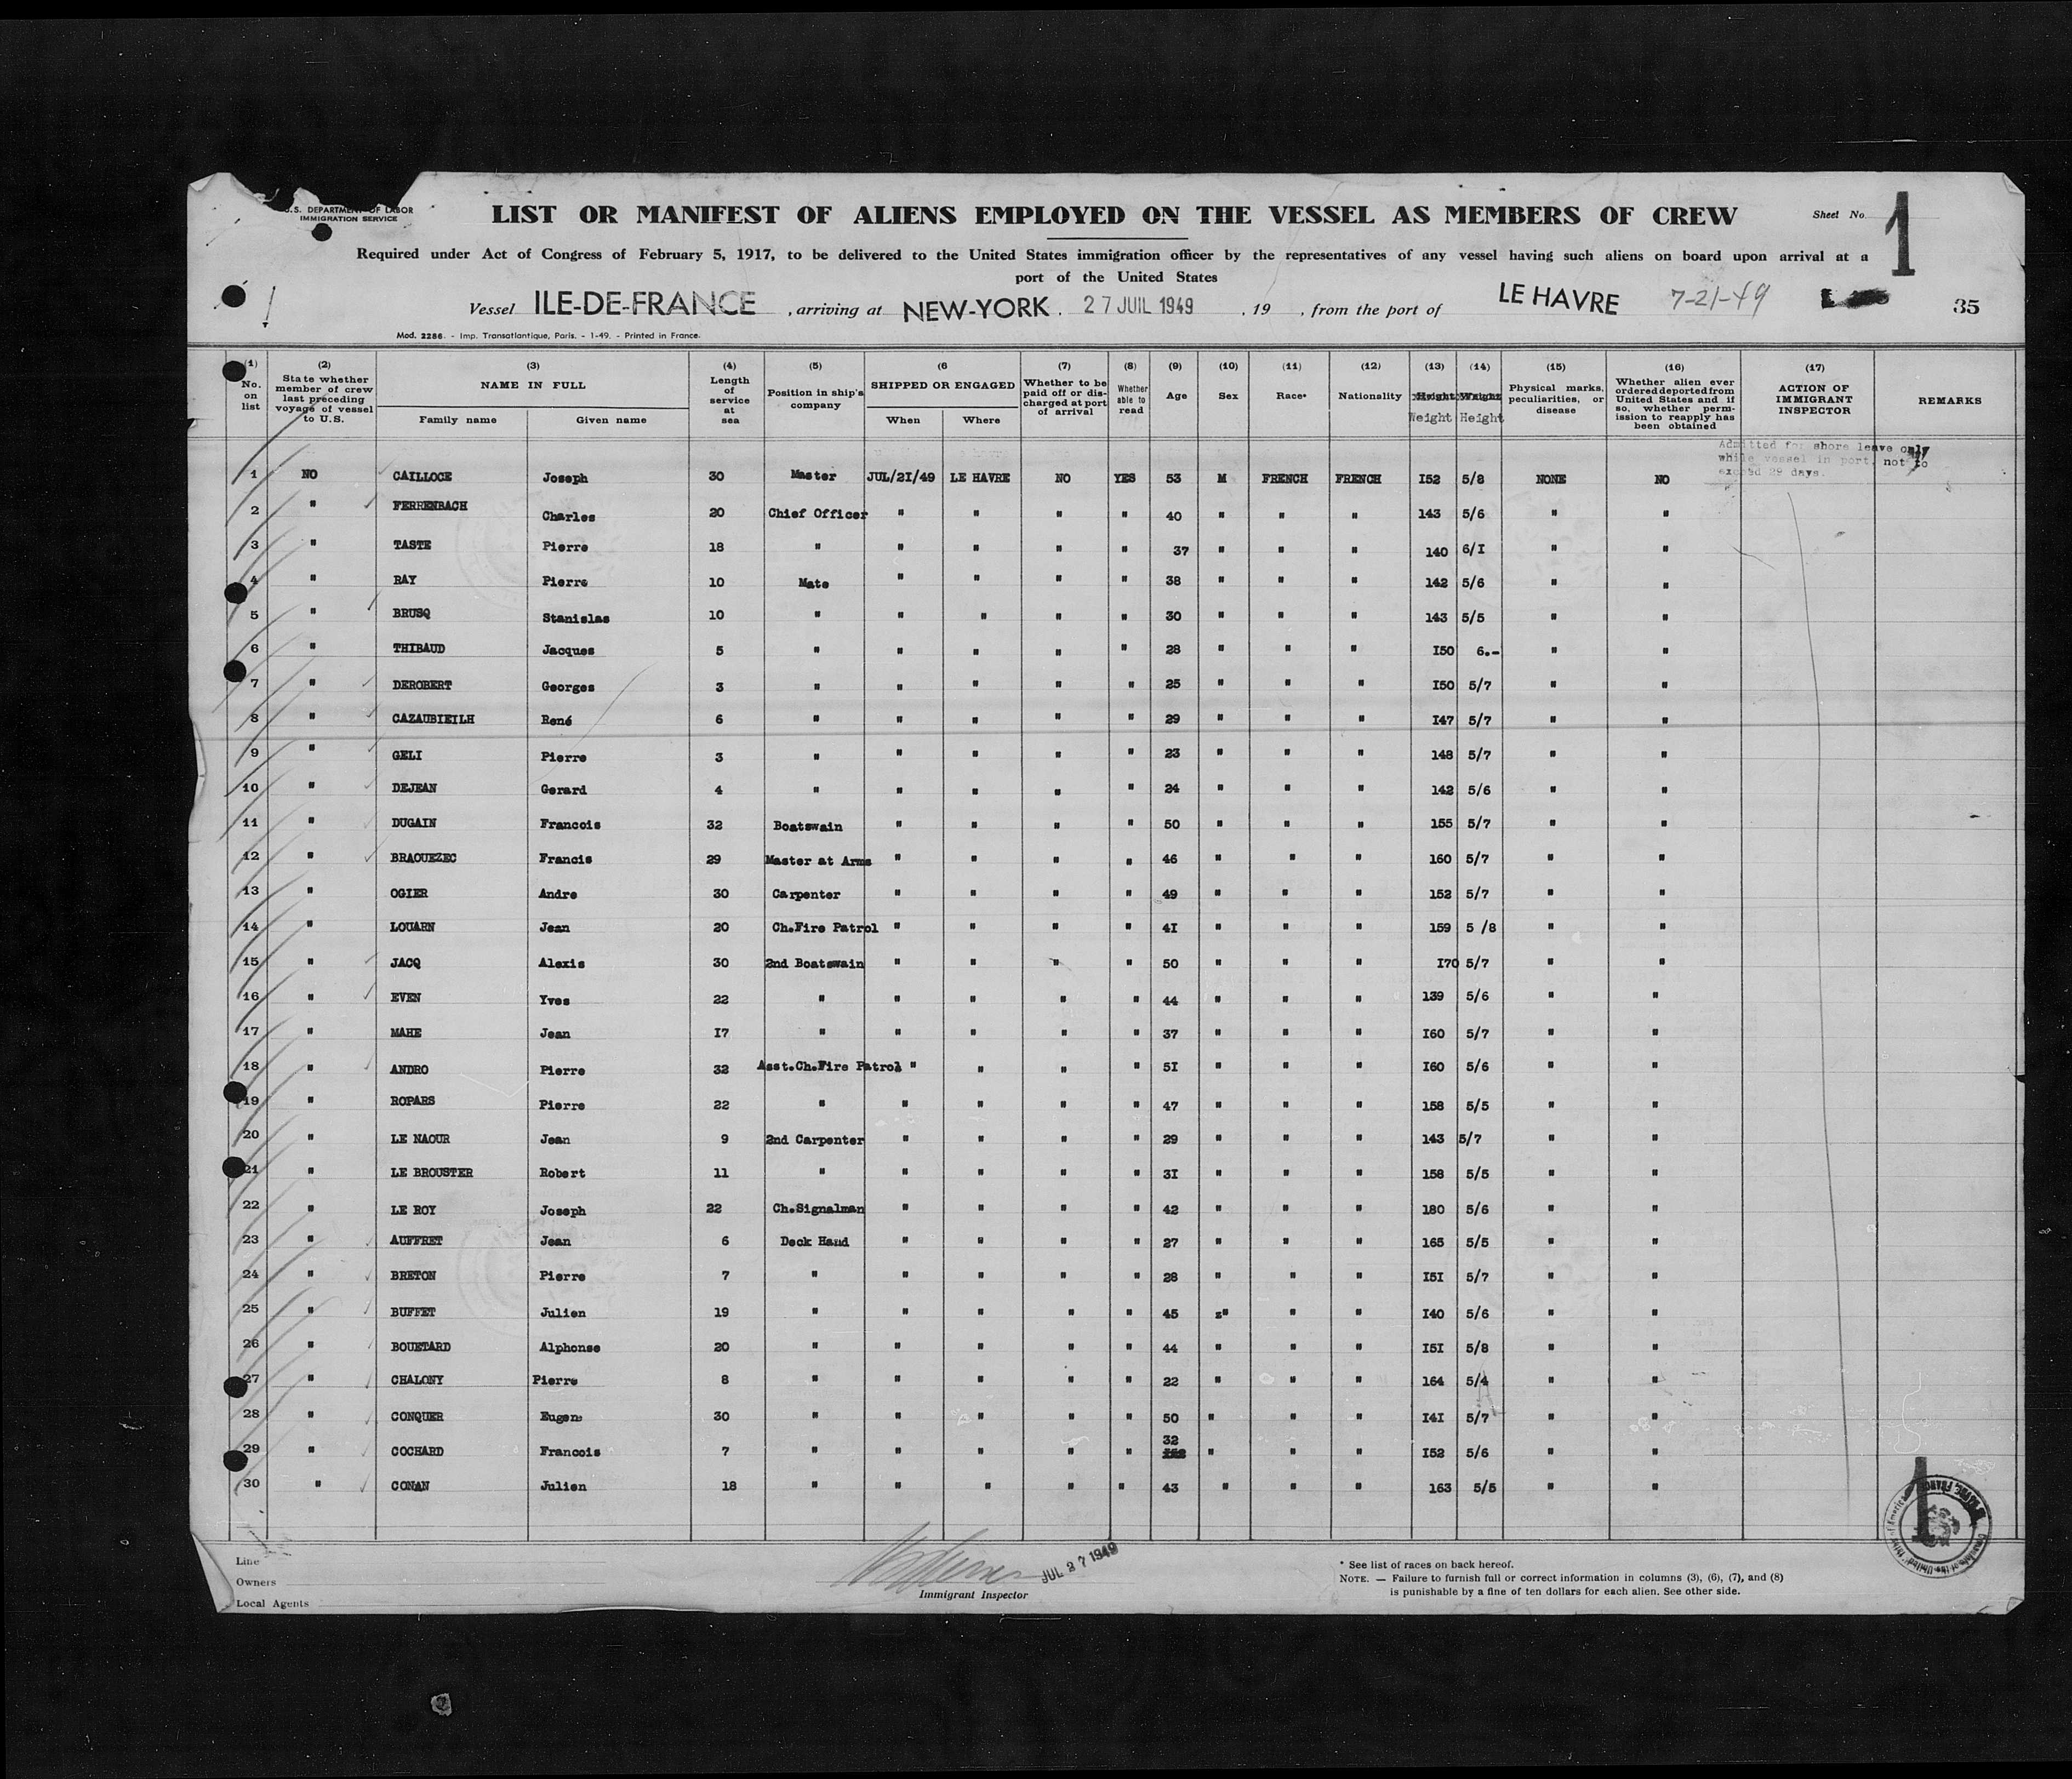 U.S. DEPARTMENT OF LABOR
IMMIGRATION SERVICE
LIST OR MANIFEST OF ALIENS EMPLOYED ON THE VESSEL AS MEMBERS OF CREW
Sheet No. 1
Required under Act of Congress of February 5, 1917, to be delivered to the United States immigration officer by the representatives of any vessel having such aliens on board upon arrival at a
port of the United States
Vessel ILE-DE-FRANCE , arriving at NEW-YORK . 27 JUIL 1949 , 19 , from the port of LE HAVRE 7-21-49 35
Mod. 2286. - Imp. Transatlantique, Paris. - 1-49. - Printed in France.
(1) No. on list (2) State whether member of crew last preceding voyage of vessel to U.S. (3) NAME IN FULL Family name Given name (4) Length of service at sea (5) Position in ship's company (6 SHIPPED OR ENGAGED When Where (7) Whether to be paid off or discharged at port of arrival (8) Whether able to read (9) Age (10) Sex (11) Race* (12) Nationality (13) Weight (14) Height (15) Physical marks, peculiarities, or disease (16) Whether alien ever ordered deported from United States and if so, whether permission to reapply has been obtained (17) ACTION OF IMMIGRANT INSPECTOR REMARKS
Admitted for shore leave only
while vessel in port, not to
exceed 29 days.
1 NO CAILLOCE Joseph 30 Master JUL/2I/49 LE HAVRE NO YES 53 M FRENCH FRENCH I52 5/8 NONE NO
2 " FERRENBACH Charles 20 Chief Officer " " " " 40 " " " 143 5/6 " "
3 " TASTE Pierre 18 " " " " " 37 " " " 140 6/I " "
4 " RAY Pierre 10 Mate " " " " 38 " " " 142 5/6 " "
5 " BRUSQ Stanislas 10 " " " " " 30 " " " 143 5/5 " "
6 " THIBAUD Jacques 5 " " " " " 28 " " " I50 6.- " "
7 " DEROBERT Georges 3 " " " " " 25 " " " I50 5/7 " "
8 " CAZAUBIEILH René 6 " " " " " 29 " " " I47 5/7 " "
9 " GELI Pierre 3 " " " " " 23 " " " 148 5/7 " "
10 " DEJEAN Gerard 4 " " " " " 24 " " " 142 5/6 " "
11 " DUGAIN Francois 32 Boatswain " " " " 50 " " " 155 5/7 " "
12 " BRAOUEZEC Francis 29 Master at Arms " " " " 46 " " " 160 5/7 " "
13 " OGIER Andre 30 Carpenter " " " " 49 " " " 152 5/7 " "
14 " LOUARN Jean 20 Ch.Fire Patrol " " " " 4I " " " 159 5 /8 " "
15 " JACQ Alexis 30 2nd Boatswain " " " " 50 " " " I70 5/7 " "
16 " EVEN Yves 22 " " " " " 44 " " " 139 5/6 " "
17 " MAHE Jean I7 " " " " " 37 " " " I60 5/7 " "
18 " ANDRO Pierre 32 Asst.Ch.Fire Patrol " " " " 5I " " " I60 5/6 " "
19 " ROPARS Pierre 22 " " " " " 47 " " " 158 5/5 " "
20 " LE NAOUR Jean 9 2nd Carpenter " " " " 29 " " " 143 5/7 " "
21 " LE BROUSTER Robert 11 " " " " " 3I " " " 158 5/5 " "
22 " LE ROY Joseph 22 Ch.Signalman " " " " 42 " " " 180 5/6 " "
23 " AUFFRET Jean 6 Deck Hand " " " " 27 " " " 165 5/5 " "
24 " BRETON Pierre 7 " " " " " 28 " " " I5I 5/7 " "
25 " BUFFET Julien 19 " " " " " 45 z" " " I40 5/6 " "
26 " BOUETARD Alphonse 20 " " " " " 44 " " " I5I 5/8 " "
27 " CHALONY Pierre 8 " " " " " 22 " " " 164 5/4 " "
28 " CONQUER Eugene 30 " " " " " 50 " " " I4I 5/7 " "
29 " COCHARD Francois 7 " " " " " 32 " " " I52 5/6 " "
30 " CONAN Julien 18 " " " " " 43 " " " 163 5/5 " "
1
Line
Owners
Local Agents
JUL 27 1949
Immigrant Inspector
* See list of races on back hereof.
NOTE. — Failure to furnish full or correct information in columns (3), (6), (7), and (8)
is punishable by a fine of ten dollars for each alien. See other side.